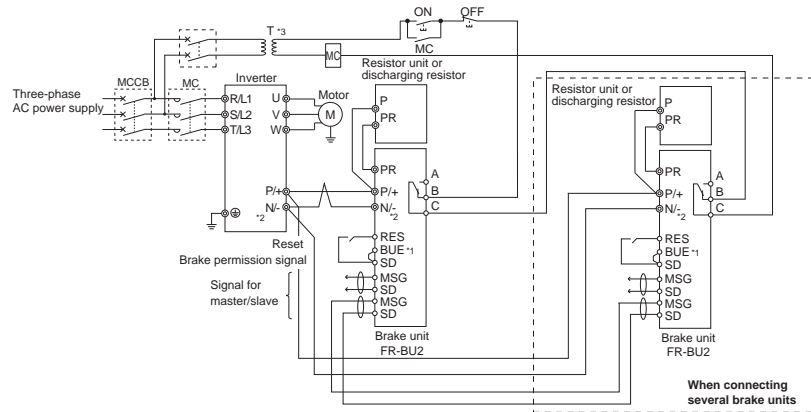 ON
OFF
T *3
MC
MC
Three-phase
AC power supply
MCCB
MC
Inverter
R/L1
S/L2
T/L3
U
V
W
Motor
M
P/+
N/-
*2
Resistor unit or
discharging resistor
P
PR
PR
P/+
N/-
*2
A
B
C
RES
BUE *1
SD
MSG
SD
MSG
SD
Reset
Brake permission signal
Signal for
master/slave
Brake unit
FR-BU2
Resistor unit or
discharging resistor
P
PR
PR
P/+
N/-
*2
A
B
C
RES
BUE *1
SD
MSG
SD
MSG
SD
Brake unit
FR-BU2
When connecting
several brake units